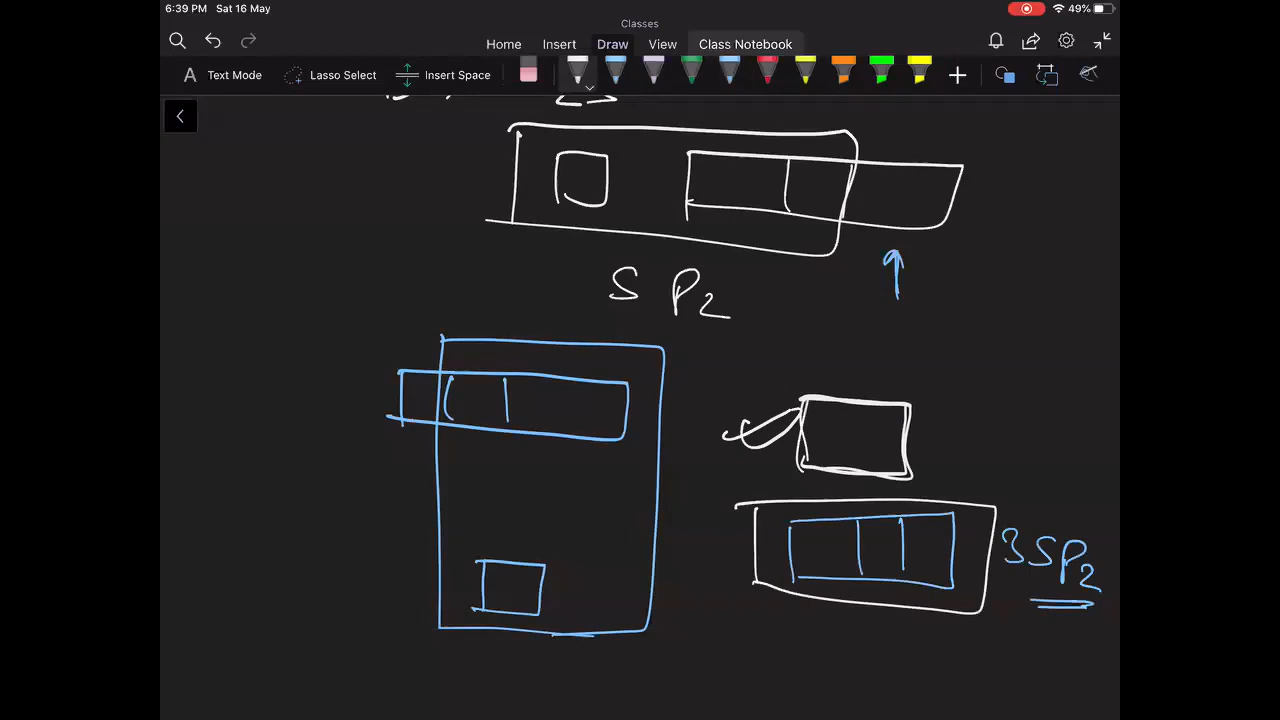 6:39 PM Sat 16 May
49%
Classes
Home Insert Draw View Class Notebook
A Text Mode Lasso Select Insert Space
S P2
3SP2